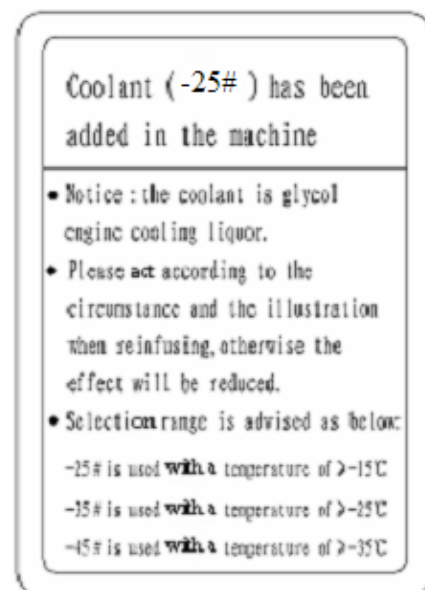 Coolant (-25# ) has been
added in the machine
• Notice : the coolant is glycol
engine cooling liquor.
• Please act according to the
circumstance and the illustration
when reinfusing, otherwise the
effect will be reduced.
• Selection range is advised as below:
-25# is used with a temperature of >-15℃
-35# is used with a temperature of >-25℃
-45# is used with a temperature of >-35℃